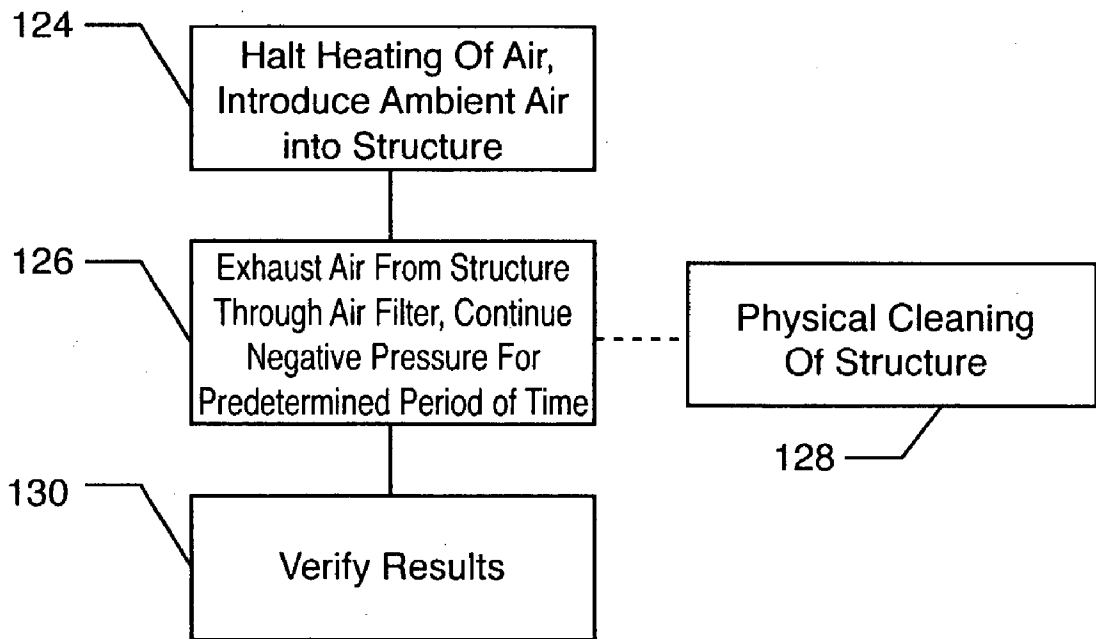 124
Halt Heating Of Air,
Introduce Ambient Air
into Structure
126
Exhaust Air From Structure
Through Air Filter, Continue
Negative Pressure For
Predetermined Period of Time
Physical Cleaning
Of Structure
128
130
Verify Results